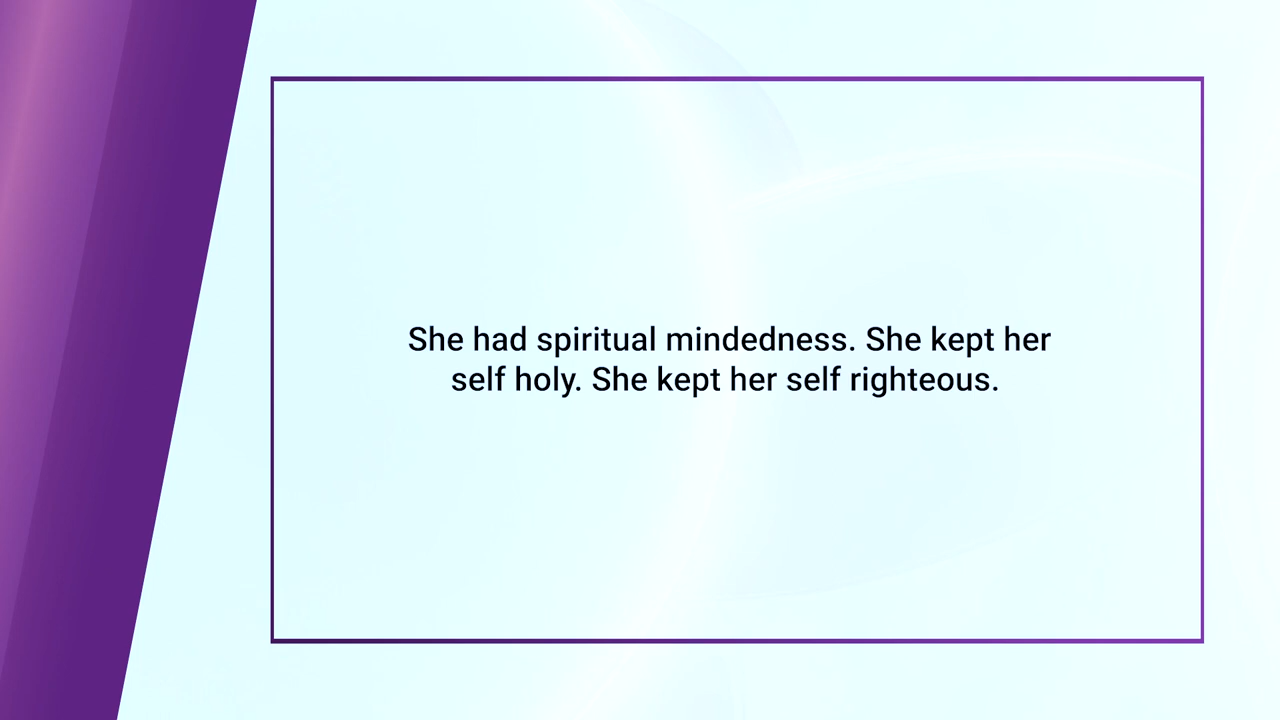 She had spiritual mindedness. She kept her
self holy. She kept her self righteous.